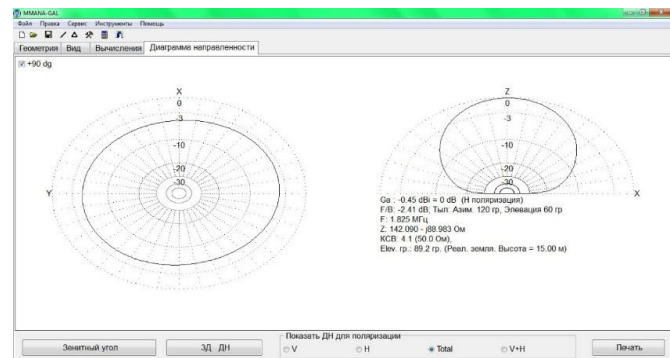 MMANA-GAL
Файл Правка Сервис Инструменты Помощь
Геометрия Вид Вычисления Диаграмма направленности
+90 dg
X
0
-3
-10
-20
-30
Y
Z
0
-3
-10
-20
-30
X
Ga : -0.45 dBi = 0 dB (H поляризация)
F/B: -2.41 dB; Тыл: Азим. 120 гр, Элевация 60 гр
F: 1.825 МГц
Z: 142.090 - j88.983 Ом
КСВ: 4.1 (50.0 Ом),
Elev. гр.: 89.2 гр. (Реал. земля. Высота = 15.00 м)
Зенитный угол
3Д ДН
Показать ДН для поляризации
V H Total V+H
Печать